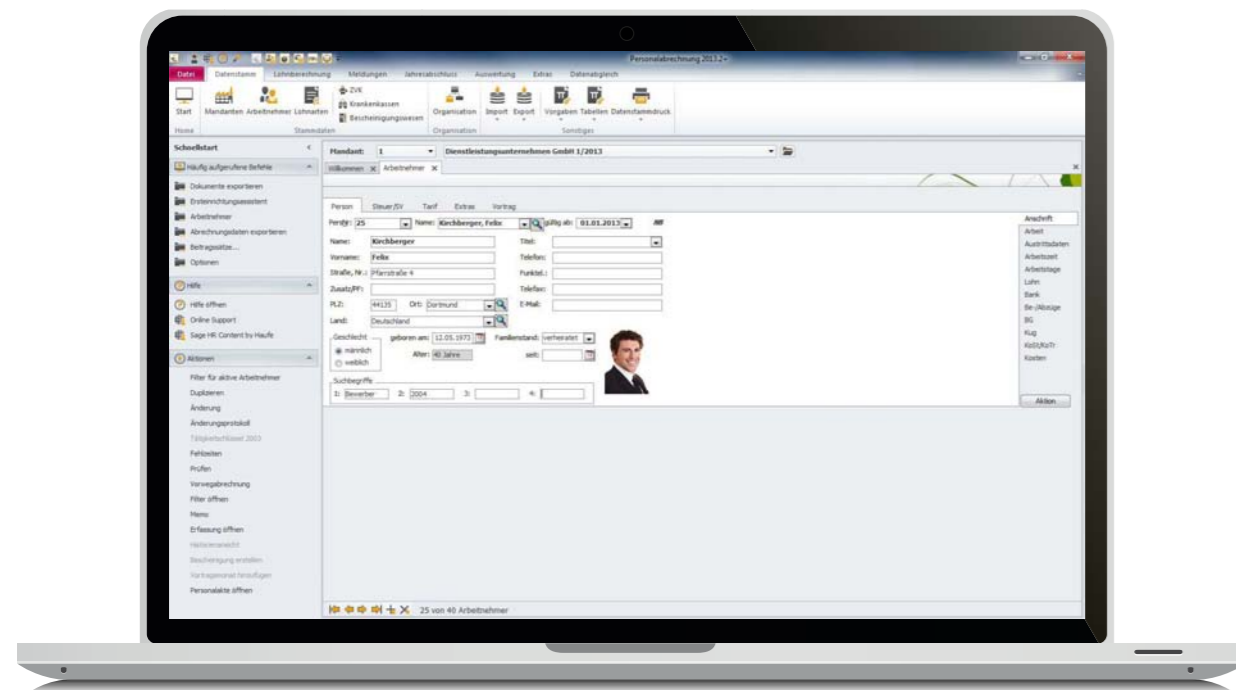 Personalabrechnung 2013.2
Datei Datenstamm Lohnberechnung Meldungen Jahresabschluss Auswertung Extras Datenabgleich
ZVK
Krankenkassen
Bescheinigungswesen
Start Mandanten Arbeitnehmer Lohnarten Organisation Import Export Vorgaben Tabellen Datenstammdruck
Home Stammdaten Organisation Sonstiges
Schnellstart
Häufig aufgerufene Befehle
Dokumente exportieren
Ersteinrichtungsassistent
Arbeitnehmer
Abrechnungsdaten exportieren
Beitragssätze...
Optionen
Hilfe
Hilfe öffnen
Online Support
Sage HR Content by Haufe
Aktionen
Filter für aktive Arbeitnehmer
Duplizieren
Änderung
Änderungsprotokoll
Tätigkeitschlüssel 2003
Fehlzeiten
Prüfen
Vorwegabrechnung
Filter öffnen
Memo
Erfassung öffnen
Historienansicht
Bescheinigung erstellen
Vortragsmonat hinzufügen
Personalakte öffnen
Mandant: 1 Dienstleistungsunternehmen GmbH 1/2013
Willkommen Arbeitnehmer
Person Steuer/SV Tarif Extras Vortrag
PersNr: 25 Name: Kirchberger, Felix gültig ab: 01.01.2013
Name: Kirchberger Titel:
Vorname: Felix Telefon:
Straße, Nr.: Pfarrstraße 4 Funktel.:
Zusatz/PF: Telefax:
PLZ: 44135 Ort: Dortmund E-Mail:
Land: Deutschland
Geschlecht geboren am: 12.05.1973 Familienstand: verheiratet
männlich Alter: 40 Jahre seit:
weiblich
Suchbegriffe
1: Bewerber 2: 2004 3: 4:
Anschrift
Arbeit
Austrittsdaten
Arbeitszeit
Arbeitstage
Lohn
Bank
Be-/Abzüge
BG
Kug
KoSt/KoTr
Kosten
Aktion
25 von 40 Arbeitnehmer